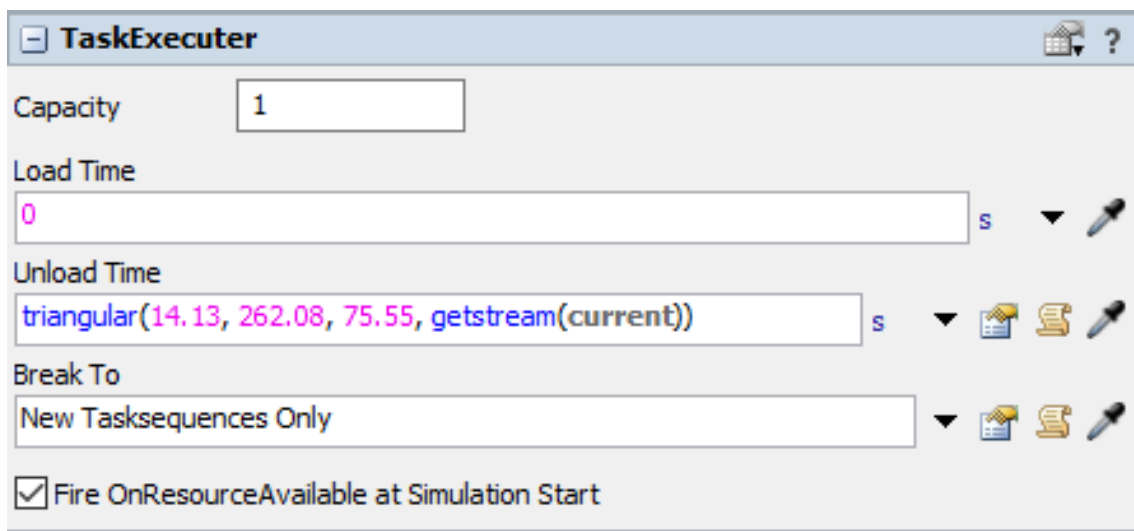 TaskExecuter ?
Capacity 1
Load Time
0 s
Unload Time
triangular(14.13, 262.08, 75.55, getstream(current)) s
Break To
New Tasksequences Only
Fire OnResourceAvailable at Simulation Start